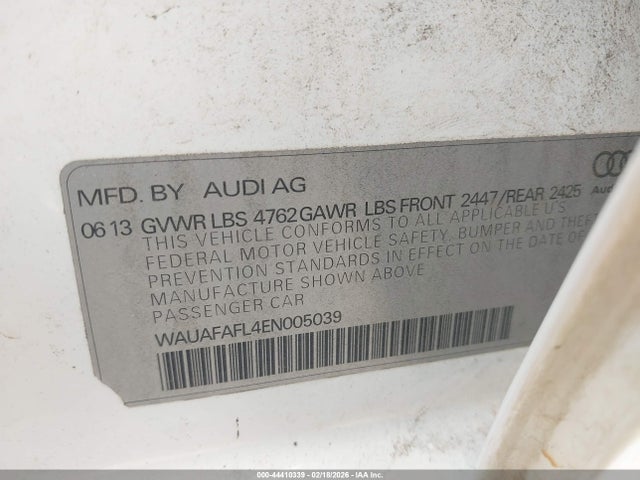 MFD. BY AUDI AG
06 13 GVWR LBS 4762 GAWR LBS FRONT 2447/REAR 2425
THIS VEHICLE CONFORMS TO ALL APPLICABLE U S
FEDERAL MOTOR VEHICLE SAFETY, BUMPER AND THEFT
PREVENTION STANDARDS IN EFFECT ON THE DATE OF
MANUFACTURE SHOWN ABOVE
PASSENGER CAR
WAUAFAFL4EN005039
000-44410339 | 02/18/2026 - IAAI.COM